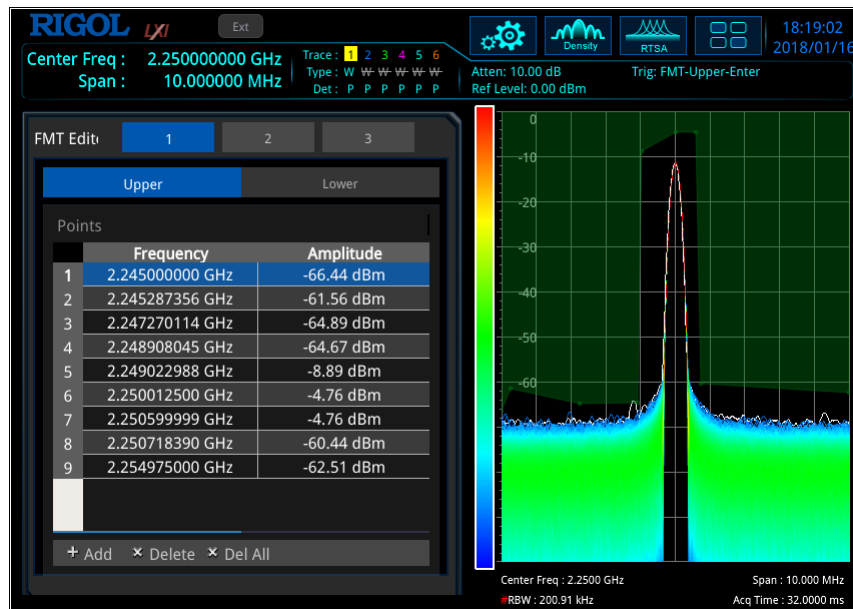 RIGOL LXI Ext
18:19:02
2018/01/16
Density
RTSA
Center Freq : 2.250000000 GHz
Span : 10.000000 MHz
Trace : 1 2 3 4 5 6
Type : W W W W W W
Det : P P P P P P
Atten: 10.00 dB
Ref Level: 0.00 dBm
Trig: FMT-Upper-Enter
FMT Edit 1 2 3
Upper Lower
Points
Frequency Amplitude
1 2.245000000 GHz -66.44 dBm
2 2.245287356 GHz -61.56 dBm
3 2.247270114 GHz -64.89 dBm
4 2.248908045 GHz -64.67 dBm
5 2.249022988 GHz -8.89 dBm
6 2.250012500 GHz -4.76 dBm
7 2.250599999 GHz -4.76 dBm
8 2.250718390 GHz -60.44 dBm
9 2.254975000 GHz -62.51 dBm
+ Add × Delete × Del All
0
-10
-20
-30
-40
-50
-60
Center Freq : 2.2500 GHz Span : 10.000 MHz
#RBW : 200.91 kHz Acq Time : 32.0000 ms